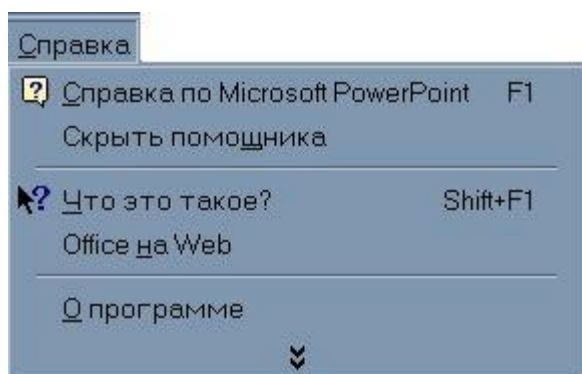 Справка
Справка по Microsoft PowerPoint F1
Скрыть помощника
Что это такое? Shift+F1
Office на Web
О программе